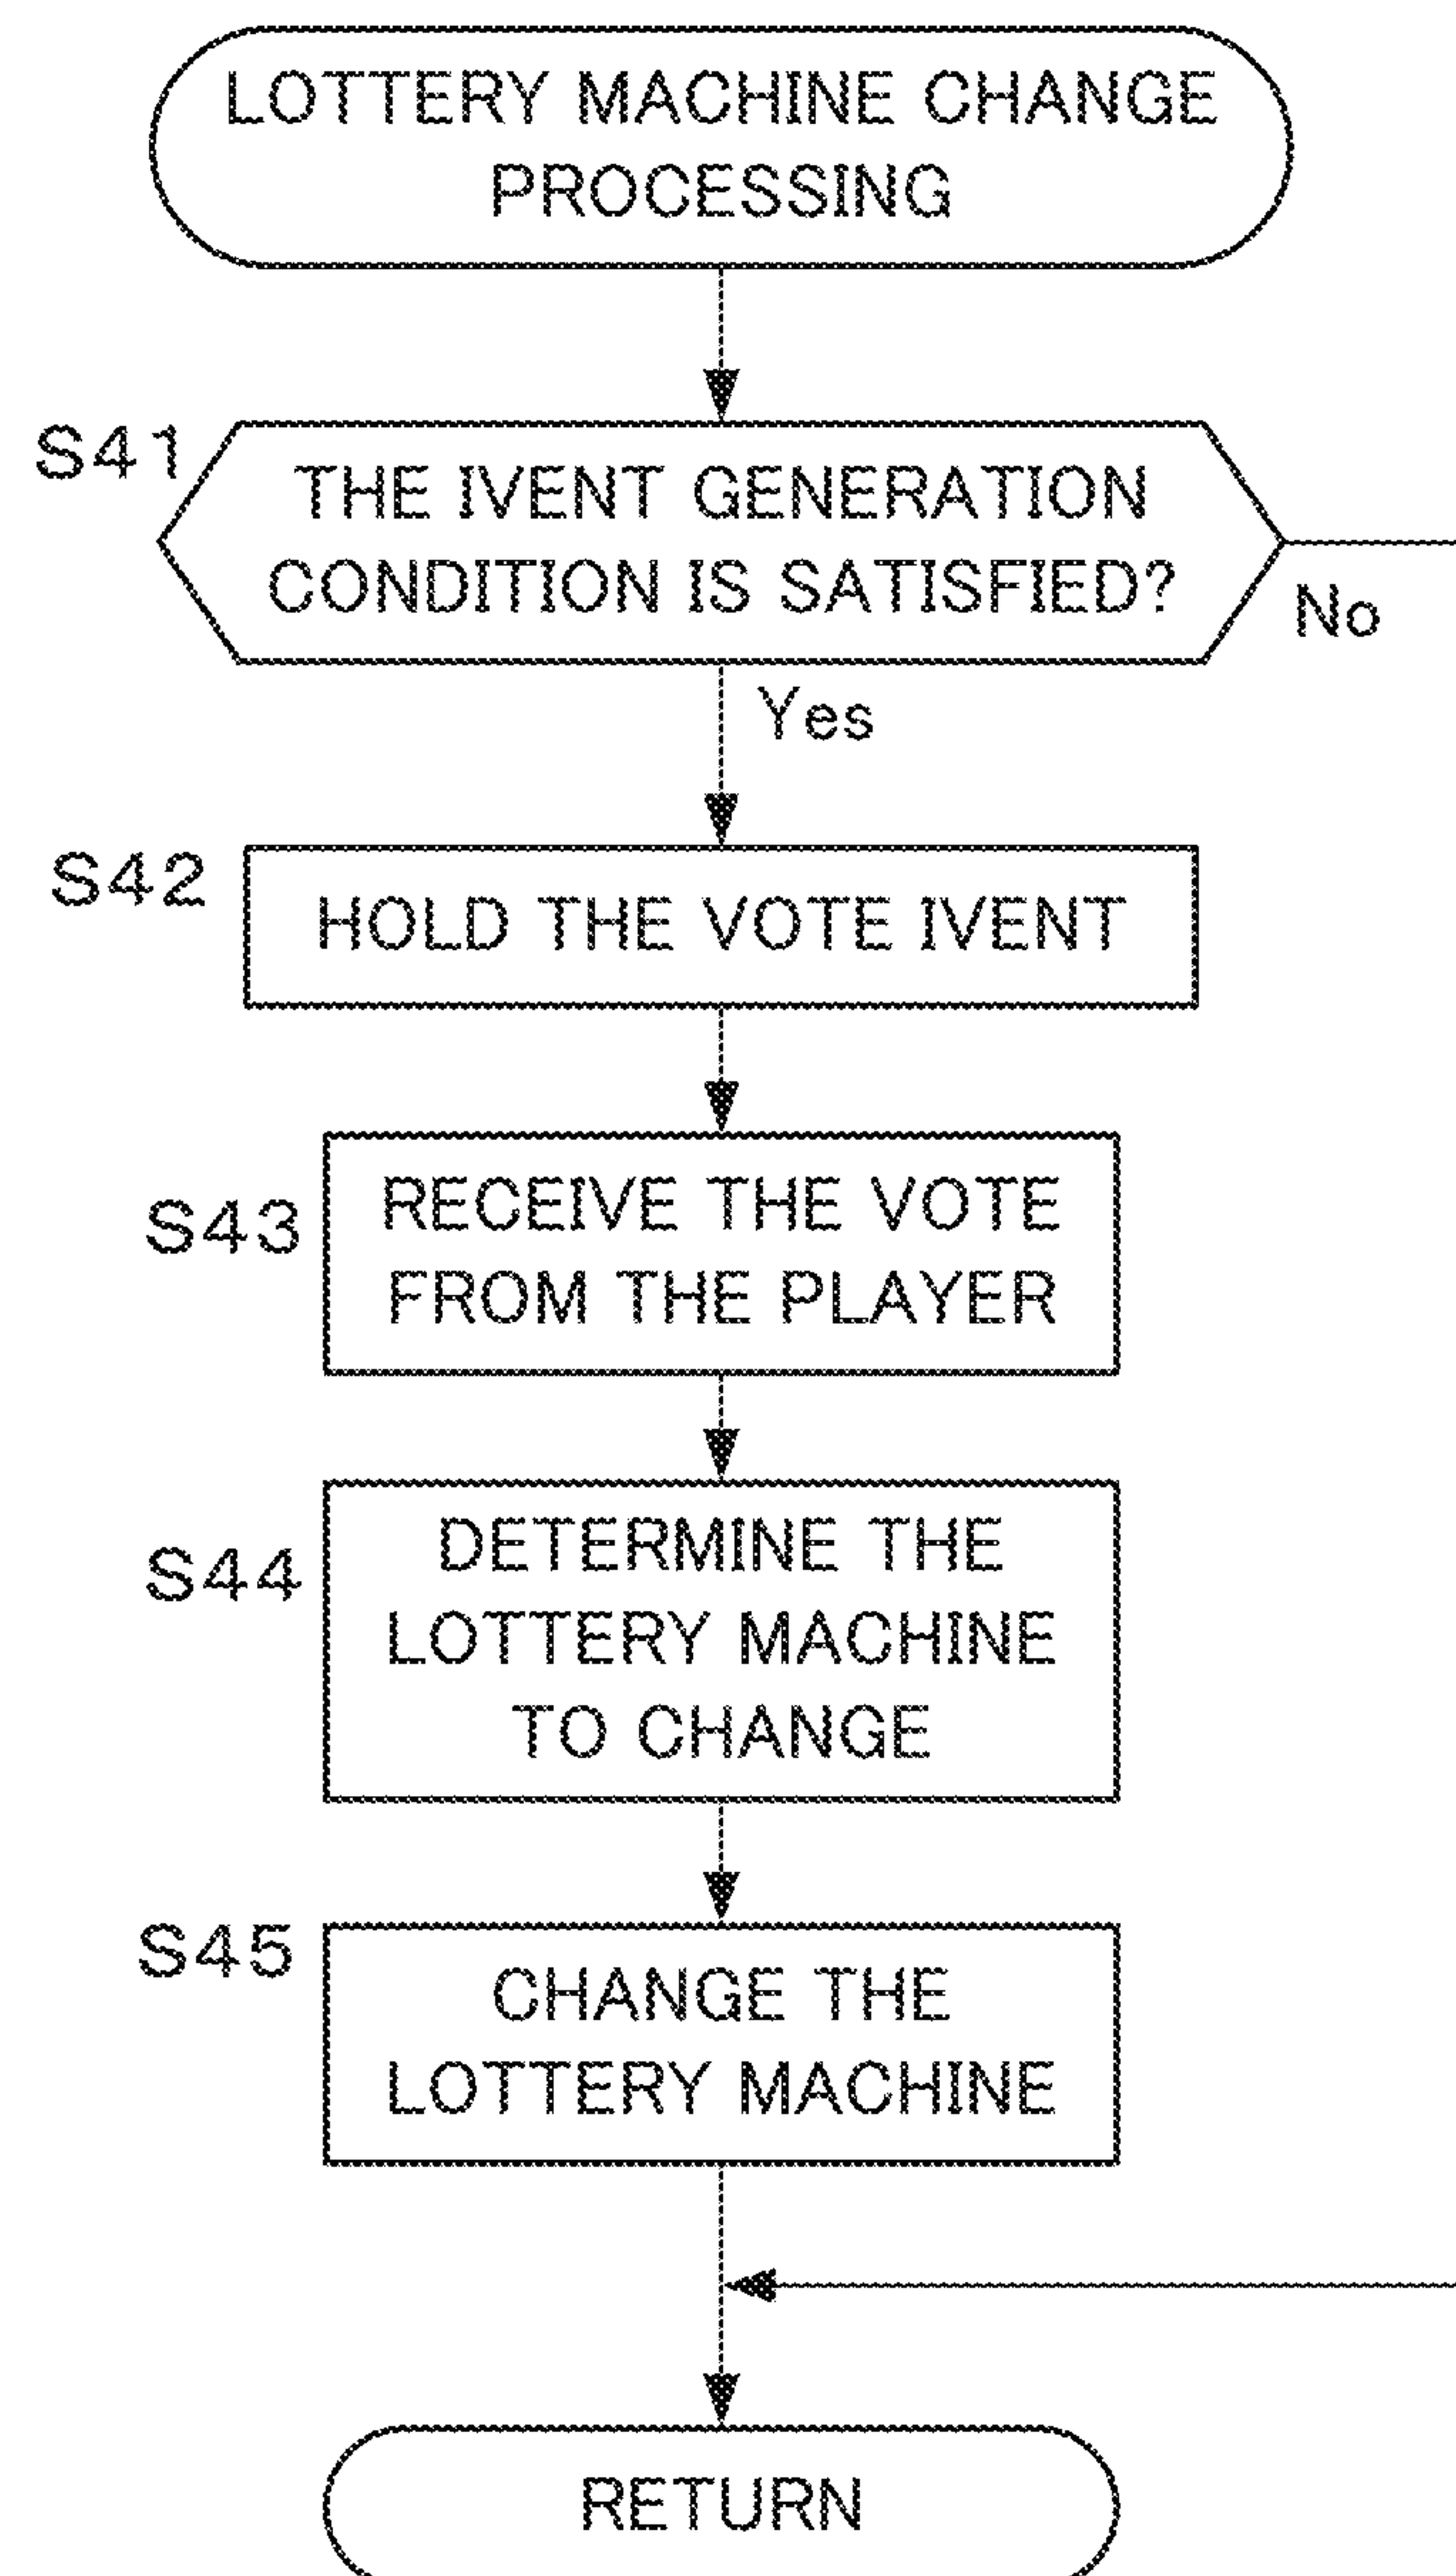 LOTTERY MACHINE CHANGE
PROCESSING
S41
THE IVENT GENERATION
CONDITION IS SATISFIED?
No
Yes
S42
HOLD THE VOTE IVENT
S43
RECEIVE THE VOTE
FROM THE PLAYER
S44
DETERMINE THE
LOTTERY MACHINE
TO CHANGE
S45
CHANGE THE
LOTTERY MACHINE
RETURN